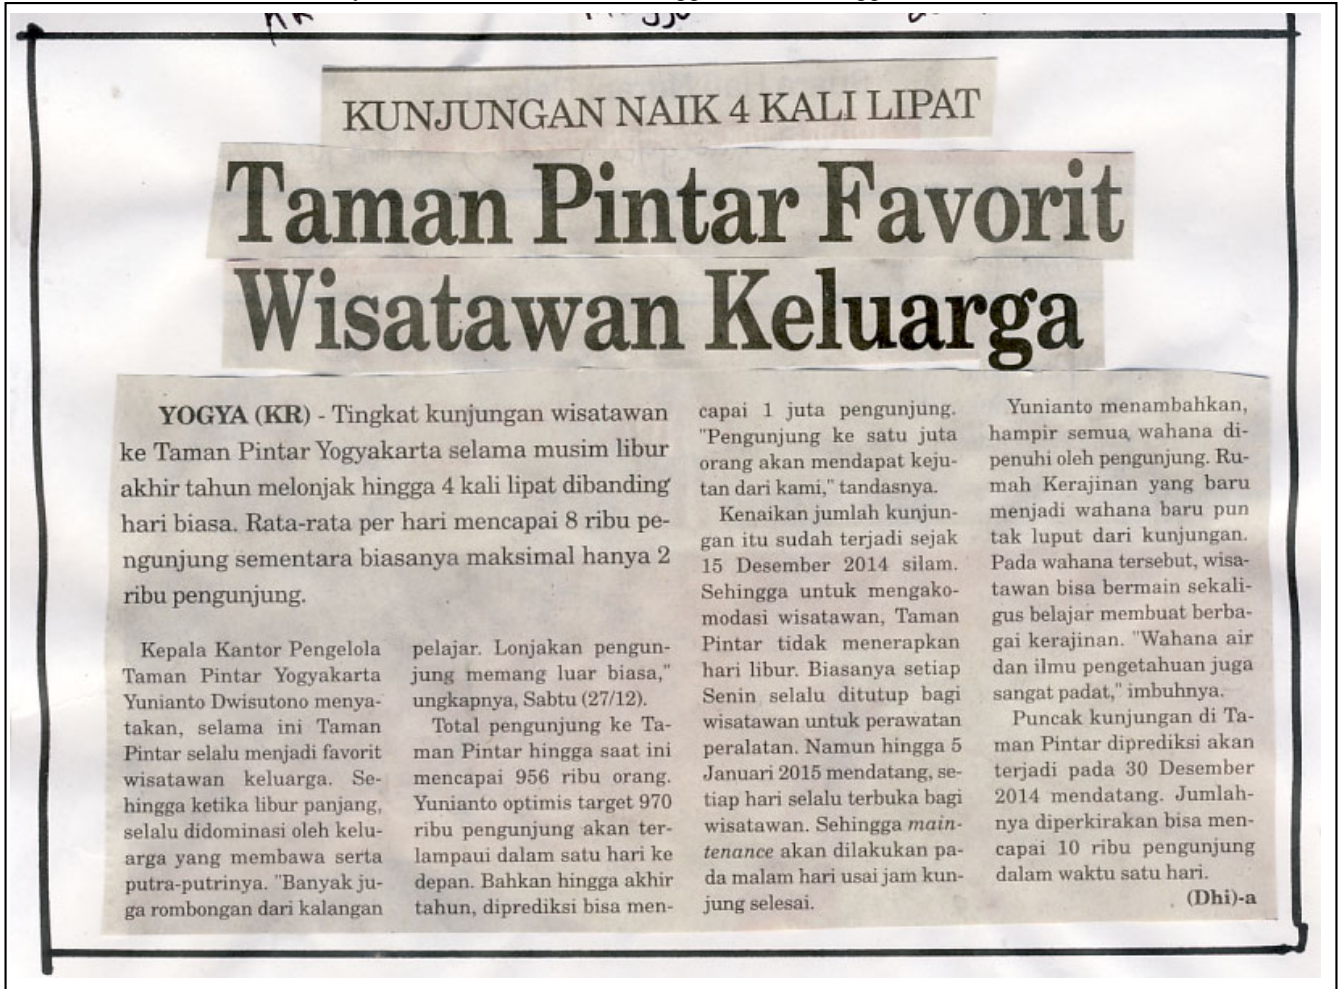 KUNJUNGAN NAIK 4 KALI LIPAT
Taman Pintar Favorit
Wisatawan Keluarga
YOGYA (KR) - Tingkat kunjungan wisatawan
ke Taman Pintar Yogyakarta selama musim libur
akhir tahun melonjak hingga 4 kali lipat dibanding
hari biasa. Rata-rata per hari mencapai 8 ribu pe-
ngunjung sementara biasanya maksimal hanya 2
ribu pengunjung.
Kepala Kantor Pengelola
Taman Pintar Yogyakarta
Yunianto Dwisutono menya-
takan, selama ini Taman
Pintar selalu menjadi favorit
wisatawan keluarga. Se-
hingga ketika libur panjang,
selalu didominasi oleh kelu-
arga yang membawa serta
putra-putrinya. "Banyak ju-
ga rombongan dari kalangan
pelajar. Lonjakan pengun-
jung memang luar biasa,"
ungkapnya, Sabtu (27/12).
Total pengunjung ke Ta-
man Pintar hingga saat ini
mencapai 956 ribu orang.
Yunianto optimis target 970
ribu pengunjung akan ter-
lampaui dalam satu hari ke
depan. Bahkan hingga akhir
tahun, diprediksi bisa men-
capai 1 juta pengunjung.
"Pengunjung ke satu juta
orang akan mendapat keju-
tan dari kami," tandasnya.
Kenaikan jumlah kunjun-
gan itu sudah terjadi sejak
15 Desember 2014 silam.
Sehingga untuk mengako-
modasi wisatawan, Taman
Pintar tidak menerapkan
hari libur. Biasanya setiap
Senin selalu ditutup bagi
wisatawan untuk perawatan
peralatan. Namun hingga 5
Januari 2015 mendatang, se-
tiap hari selalu terbuka bagi
wisatawan. Sehingga main-
tenance akan dilakukan pa-
da malam hari usai jam kun-
jung selesai.
Yunianto menambahkan,
hampir semua wahana di-
penuhi oleh pengunjung. Ru-
mah Kerajinan yang baru
menjadi wahana baru pun
tak luput dari kunjungan.
Pada wahana tersebut, wisa-
tawan bisa bermain sekali-
gus belajar membuat berba-
gai kerajinan. "Wahana air
dan ilmu pengetahuan juga
sangat padat," imbuhnya.
Puncak kunjungan di Ta-
man Pintar diprediksi akan
terjadi pada 30 Desember
2014 mendatang. Jumlah-
nya diperkirakan bisa men-
capai 10 ribu pengunjung
dalam waktu satu hari.
(Dhi)-a